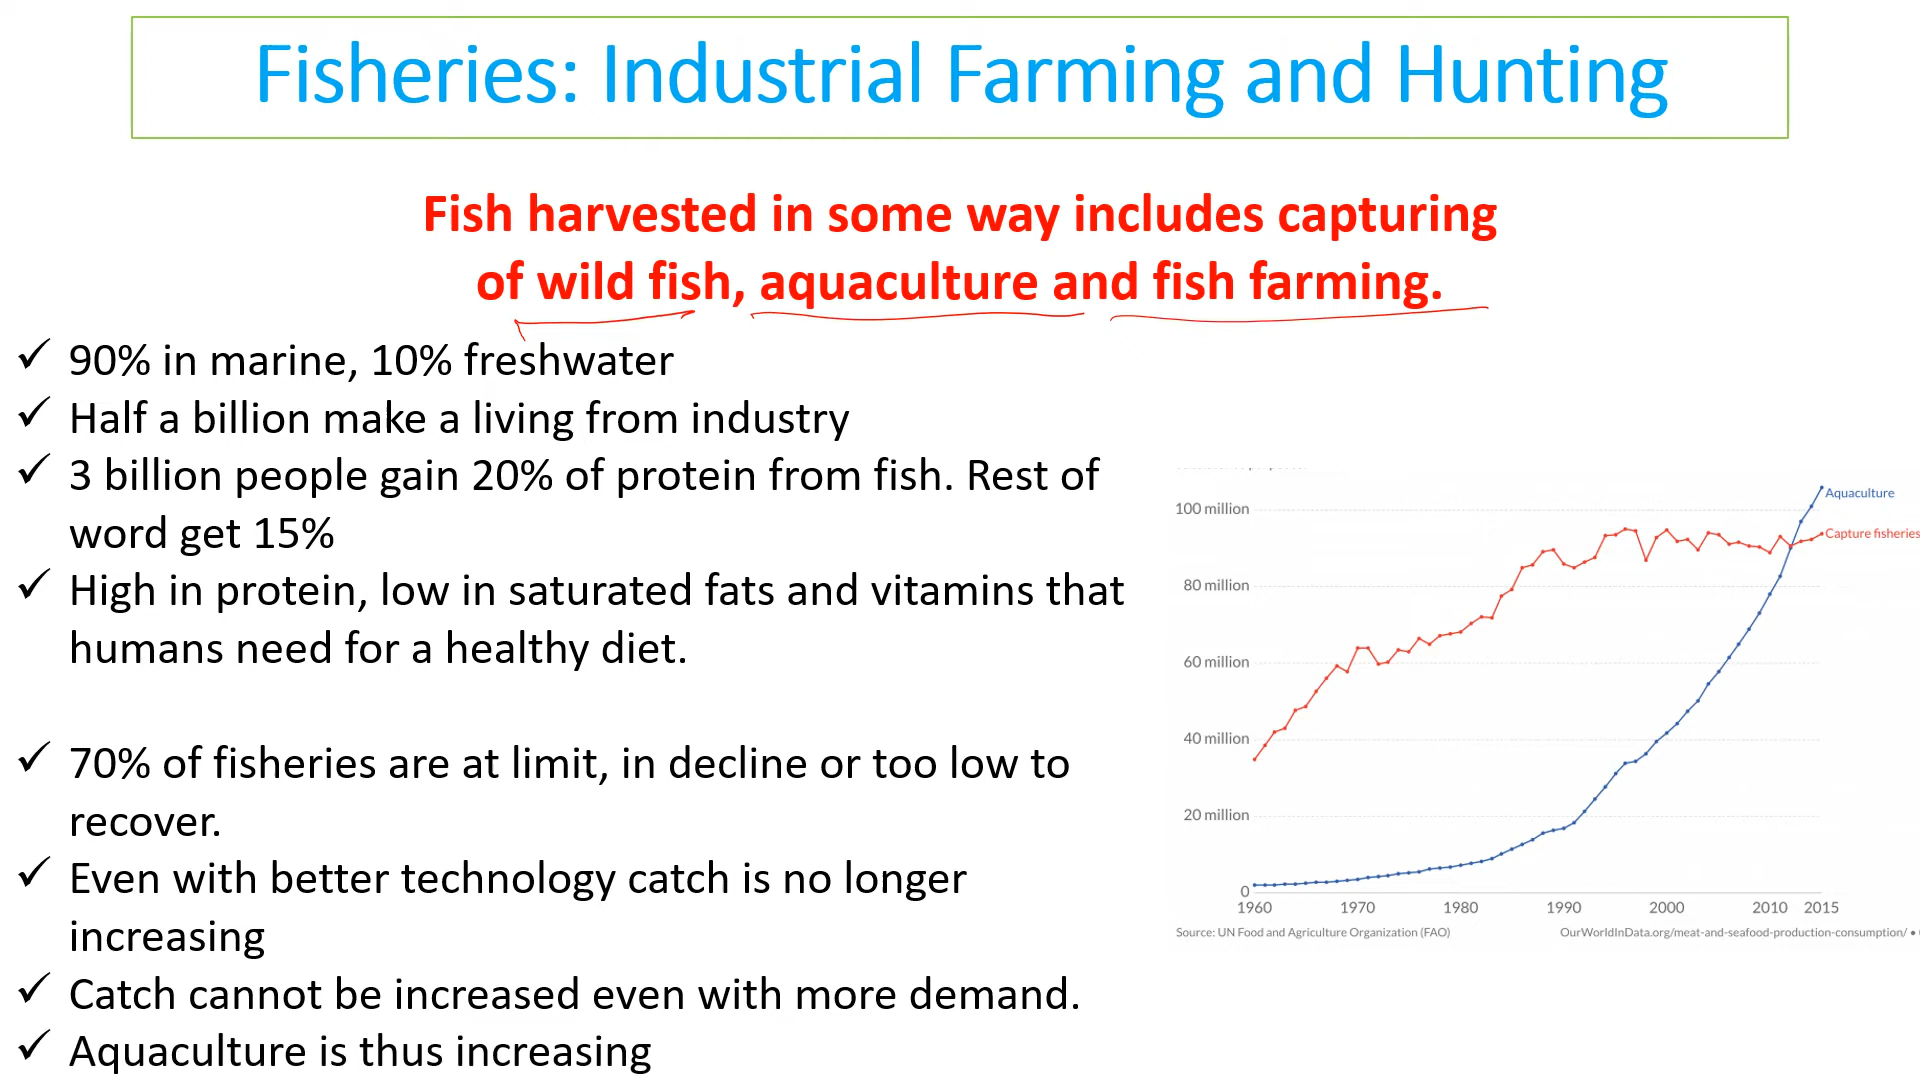 Fisheries: Industrial Farming and Hunting
Fish harvested in some way includes capturing
of wild fish, aquaculture and fish farming.
✓ 90% in marine, 10% freshwater
✓ Half a billion make a living from industry
✓ 3 billion people gain 20% of protein from fish. Rest of
word get 15%
✓ High in protein, low in saturated fats and vitamins that
humans need for a healthy diet.
✓ 70% of fisheries are at limit, in decline or too low to
recover.
✓ Even with better technology catch is no longer
increasing
✓ Catch cannot be increased even with more demand.
✓ Aquaculture is thus increasing
100 million
80 million
60 million
40 million
20 million
0
1960 1970 1980 1990 2000 2010 2015
Aquaculture
Capture fisheries
Source: UN Food and Agriculture Organization (FAO)
OurWorldInData.org/meat-and-seafood-production-consumption/ •